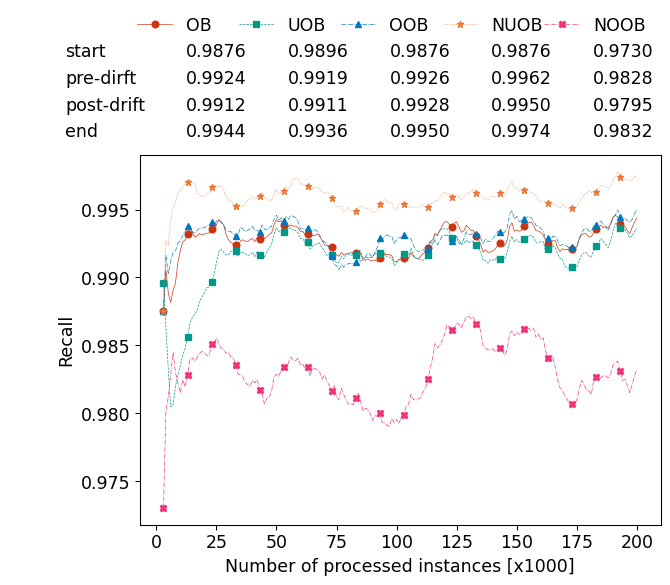 OB UOB OOB NUOB NOOB
start 0.9876 0.9896 0.9876 0.9876 0.9730
pre-dirft 0.9924 0.9919 0.9926 0.9962 0.9828
post-drift 0.9912 0.9911 0.9928 0.9950 0.9795
end 0.9944 0.9936 0.9950 0.9974 0.9832
0.995
0.990
0.985
0.980
0.975
Recall
0 25 50 75 100 125 150 175 200
Number of processed instances [x1000]